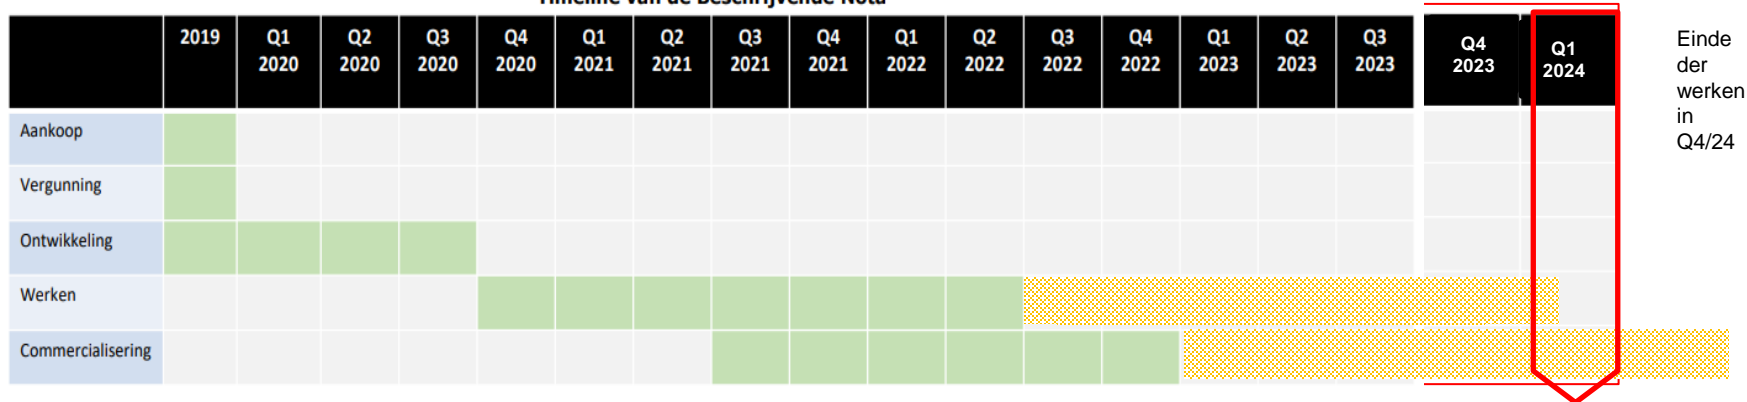 Timeline van de Beschrijvende Nota
2019 Q1 2020 Q2 2020 Q3 2020 Q4 2020 Q1 2021 Q2 2021 Q3 2021 Q4 2021 Q1 2022 Q2 2022 Q3 2022 Q4 2022 Q1 2023 Q2 2023 Q3 2023 Q4 2023 Q1 2024
Einde
der
werken
in
Q4/24
Aankoop
Vergunning
Ontwikkeling
Werken
Commercialisering